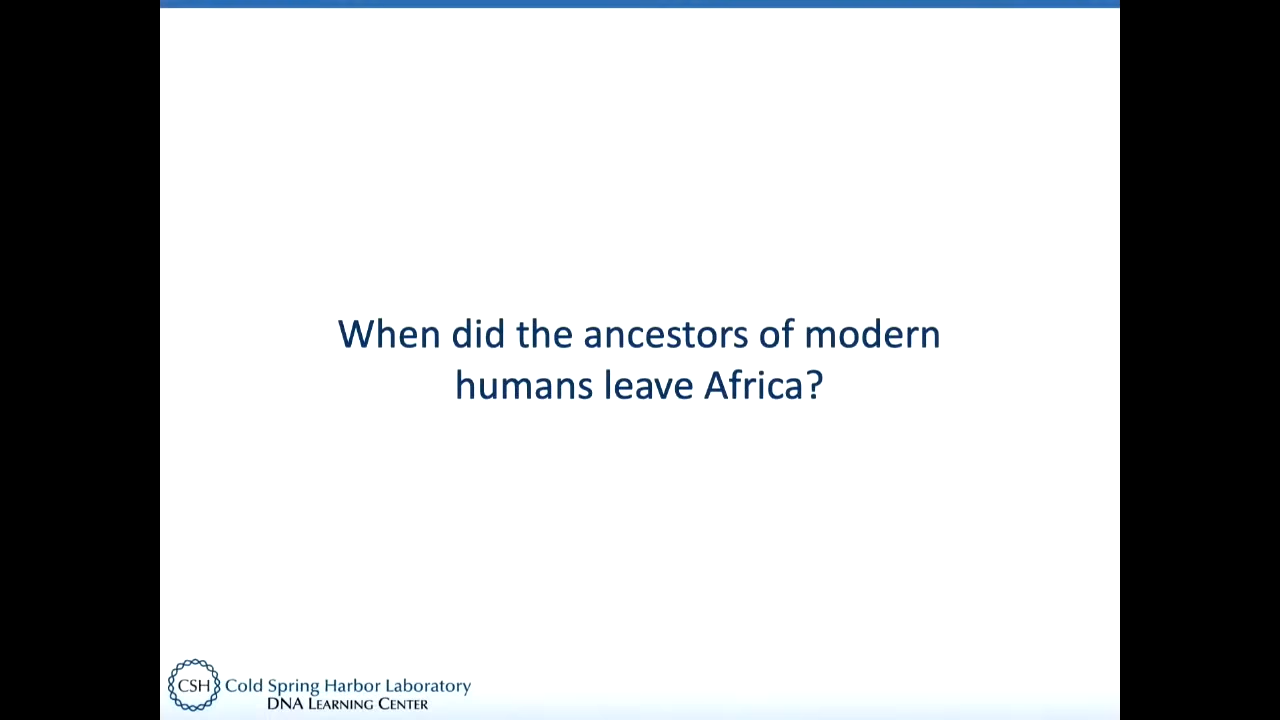 When did the ancestors of modern
humans leave Africa?
CSH Cold Spring Harbor Laboratory
DNA LEARNING CENTER